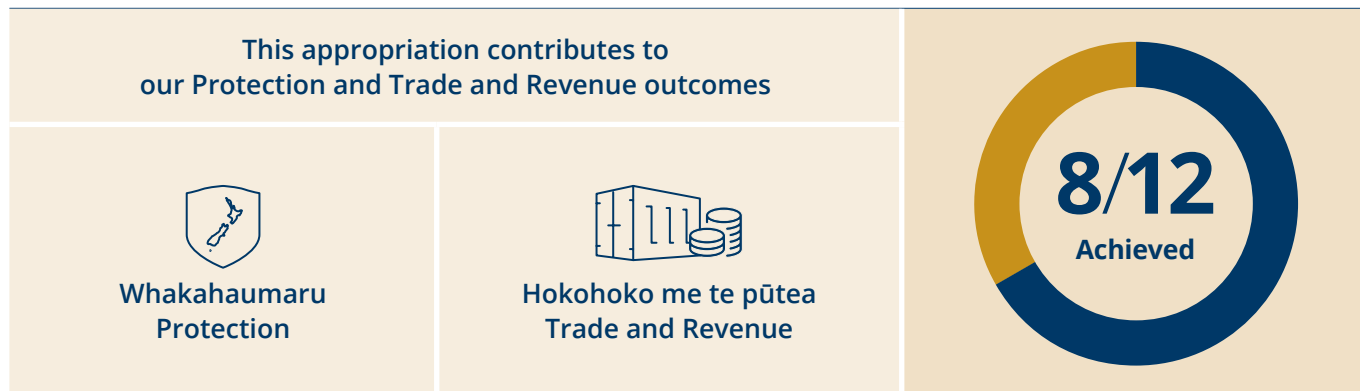 This appropriation contributes to
our Protection and Trade and Revenue outcomes
Whakahaumaru
Protection
Hokohoko me te pūtea
Trade and Revenue
8/12
Achieved